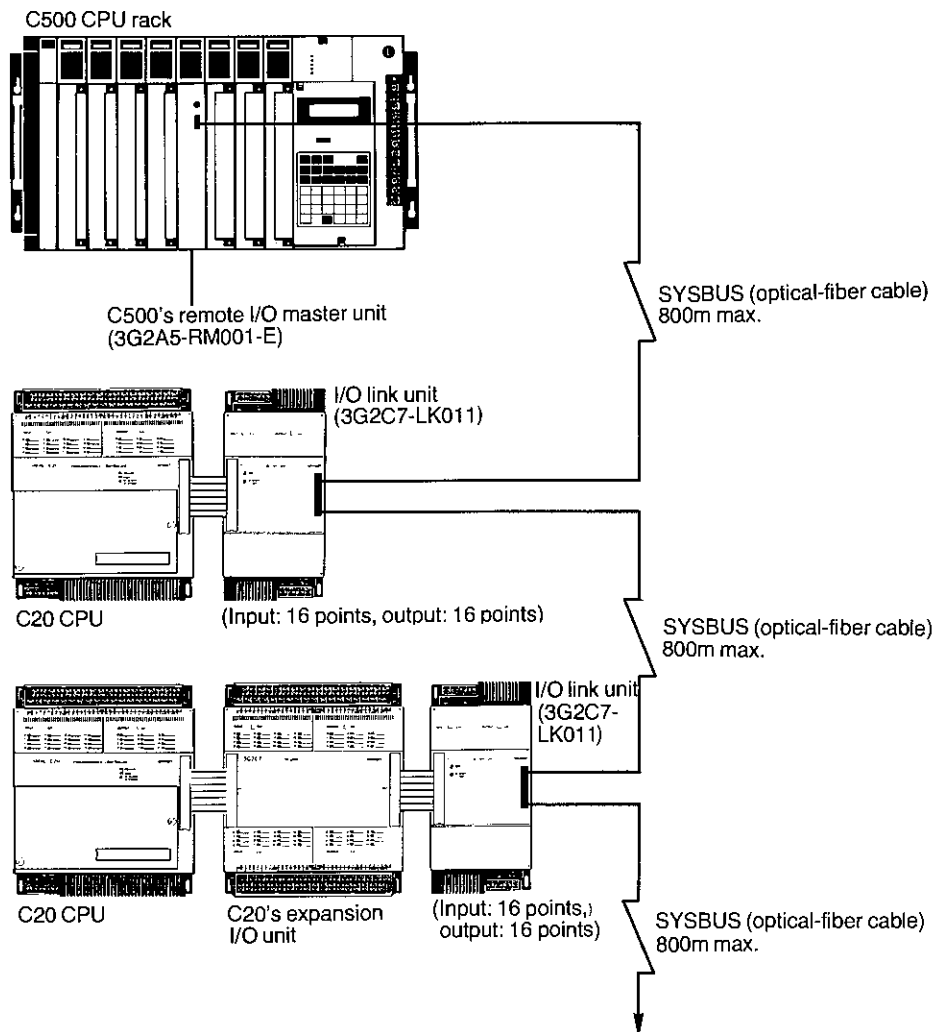 C500 CPU rack
C500's remote I/O master unit
(3G2A5-RM001-E)
SYSBUS (optical-fiber cable)
800m max.
I/O link unit
(3G2C7-LK011)
C20 CPU
(Input: 16 points, output: 16 points)
SYSBUS (optical-fiber cable)
800m max.
I/O link unit
(3G2C7-
LK011)
C20 CPU
C20's expansion
I/O unit
(Input: 16 points,)
output: 16 points)
SYSBUS (optical-fiber cable)
800m max.